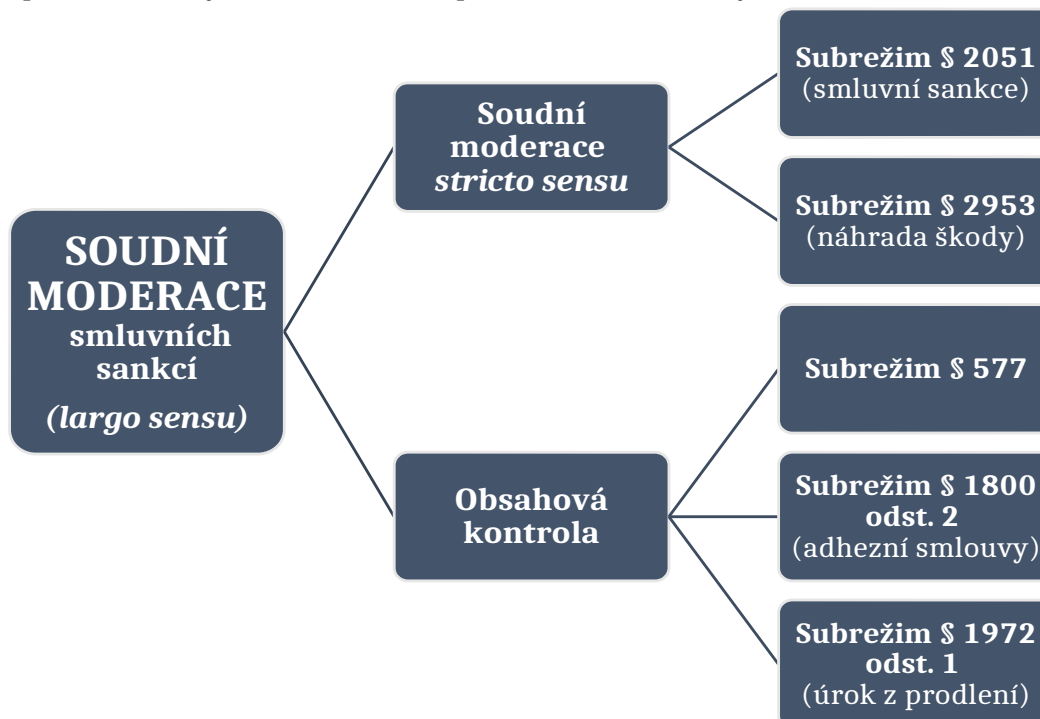 SOUDNÍ
MODERACE
smluvních
sankcí
(largo sensu)
Soudní
moderace
stricto sensu
Subrežim § 2051
(smluvní sankce)
Subrežim § 2953
(náhrada škody)
Obsahová
kontrola
Subrežim § 577
Subrežim § 1800
odst. 2
(adhezní smlouvy)
Subrežim § 1972
odst. 1
(úrok z prodlení)